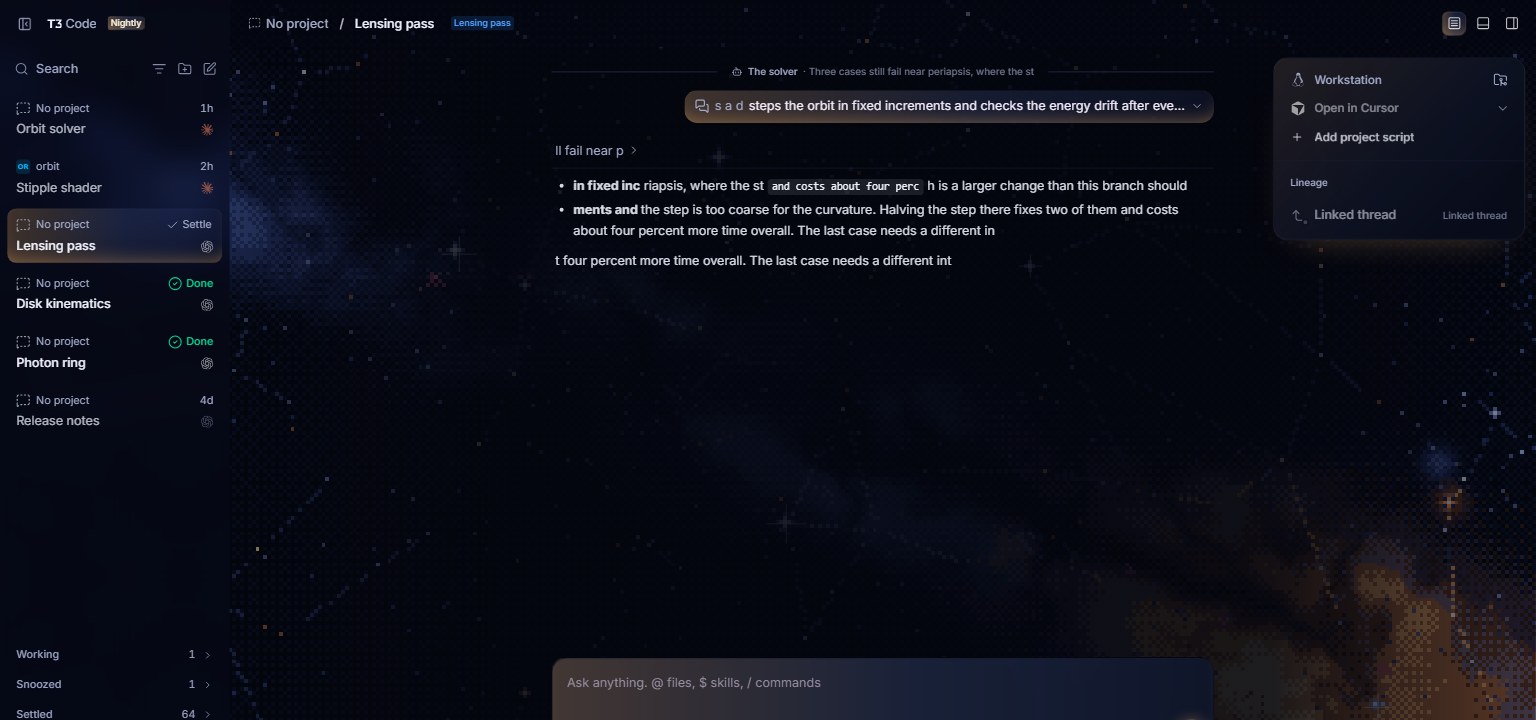 T3 Code Nightly
No project / Lensing pass Lensing pass
Search
No project 1h
Orbit solver
OR orbit 2h
Stipple shader
No project Settle
Lensing pass
No project Done
Disk kinematics
No project Done
Photon ring
No project 4d
Release notes
Working 1
Snoozed 1
Settled 64
The solver · Three cases still fail near periapsis, where the st
s a d steps the orbit in fixed increments and checks the energy drift after eve...
ll fail near p
• in fixed inc riapsis, where the st and costs about four perc h is a larger change than this branch should
• ments and the step is too coarse for the curvature. Halving the step there fixes two of them and costs
about four percent more time overall. The last case needs a different in
t four percent more time overall. The last case needs a different int
Ask anything. @ files, $ skills, / commands
Workstation
Open in Cursor
Add project script
Lineage
Linked thread Linked thread